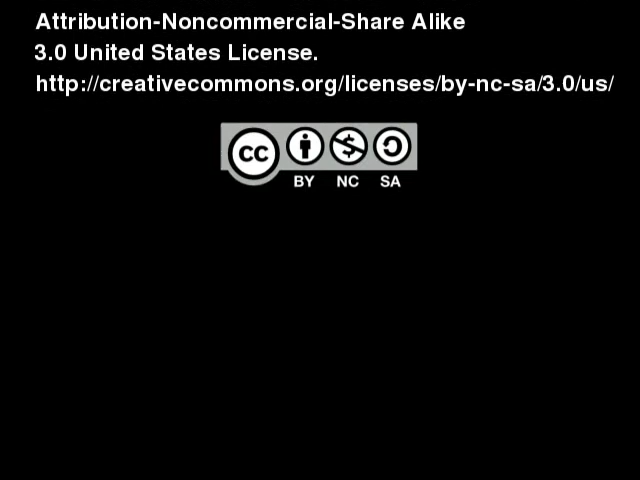 Attribution-Noncommercial-Share Alike
3.0 United States License.
http://creativecommons.org/licenses/by-nc-sa/3.0/us/
cc
BY NC SA